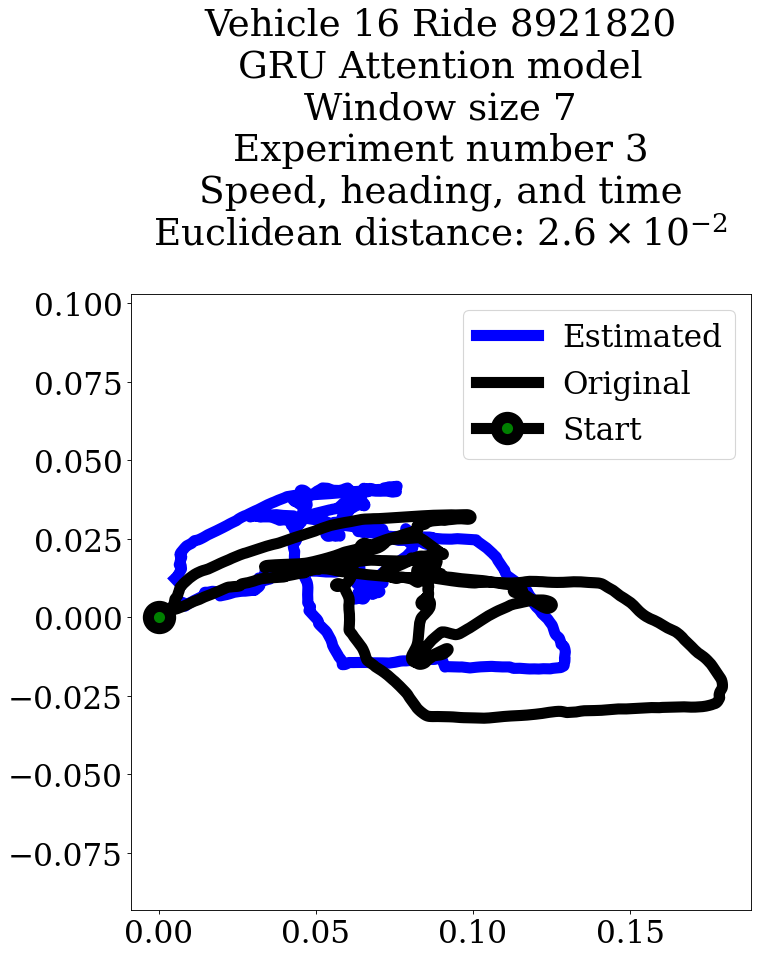 Vehicle 16 Ride 8921820
GRU Attention model
Window size 7
Experiment number 3
Speed, heading, and time
Euclidean distance: 2.6 × 10⁻²
Estimated
Original
Start
0.100
0.075
0.050
0.025
0.000
−0.025
−0.050
−0.075
0.00 0.05 0.10 0.15